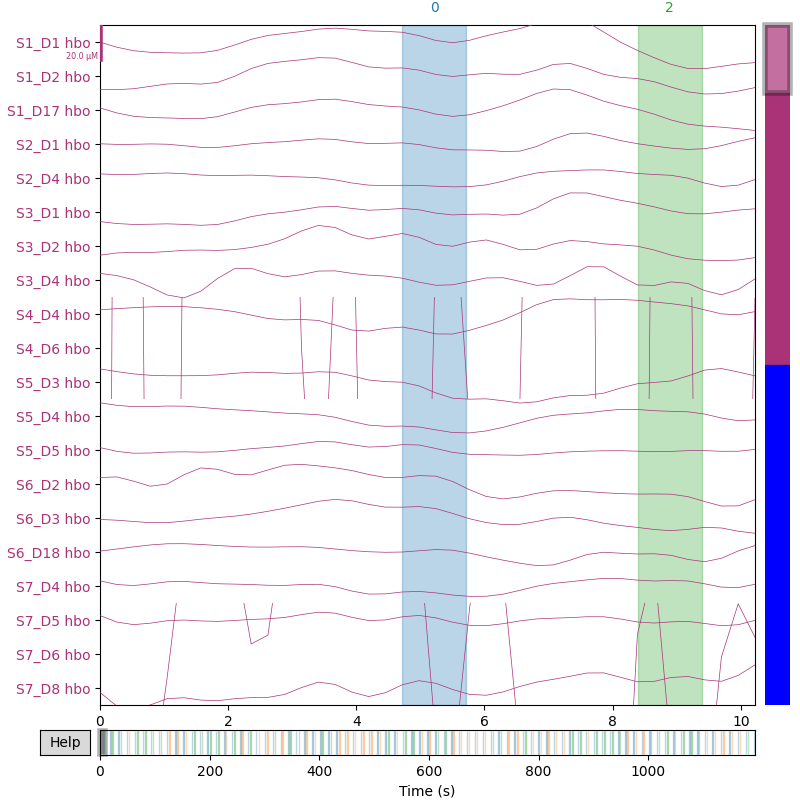 0 2
S1_D1 hbo
20.0 µM
S1_D2 hbo
S1_D17 hbo
S2_D1 hbo
S2_D4 hbo
S3_D1 hbo
S3_D2 hbo
S3_D4 hbo
S4_D4 hbo
S4_D6 hbo
S5_D3 hbo
S5_D4 hbo
S5_D5 hbo
S6_D2 hbo
S6_D3 hbo
S6_D18 hbo
S7_D4 hbo
S7_D5 hbo
S7_D6 hbo
S7_D8 hbo
0 2 4 6 8 10
Help
0 200 400 600 800 1000
Time (s)